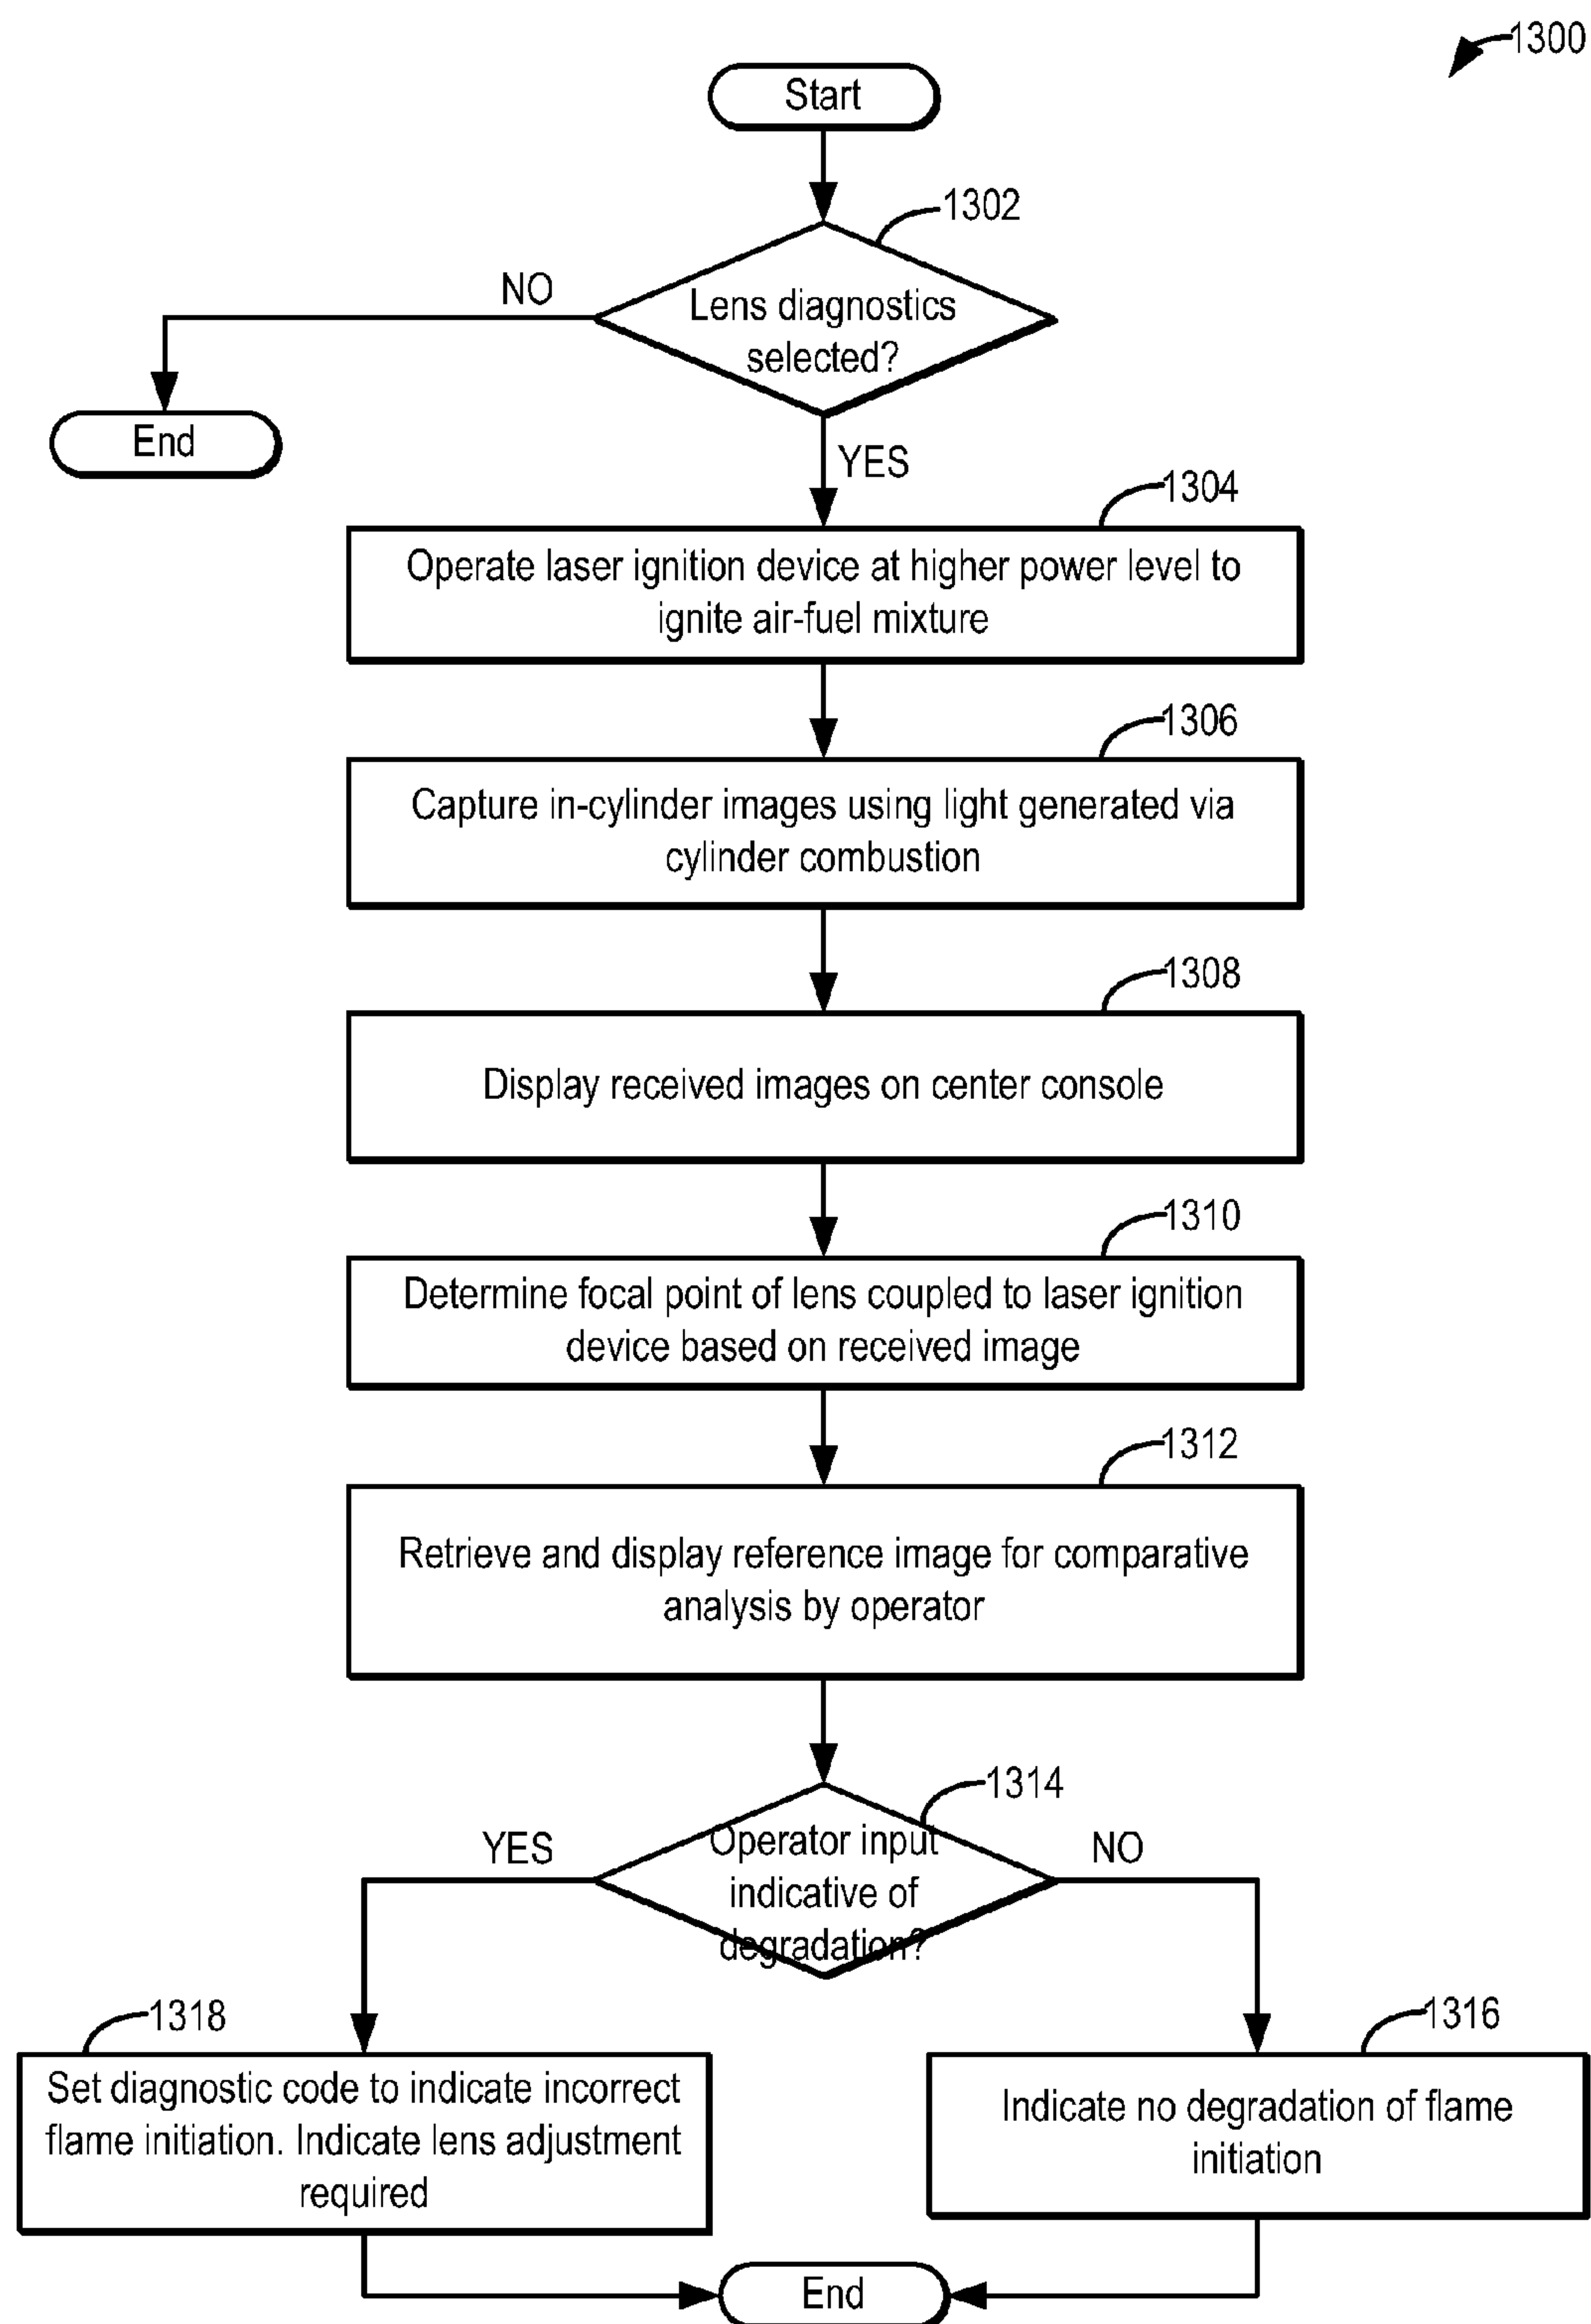 1300
Start
1302
Lens diagnostics
selected?
NO
End
YES
1304
Operate laser ignition device at higher power level to
ignite air-fuel mixture
1306
Capture in-cylinder images using light generated via
cylinder combustion
1308
Display received images on center console
1310
Determine focal point of lens coupled to laser ignition
device based on received image
1312
Retrieve and display reference image for comparative
analysis by operator
1314
Operator input
indicative of
degradation?
YES
NO
1318
Set diagnostic code to indicate incorrect
flame initiation. Indicate lens adjustment
required
1316
Indicate no degradation of flame
initiation
End